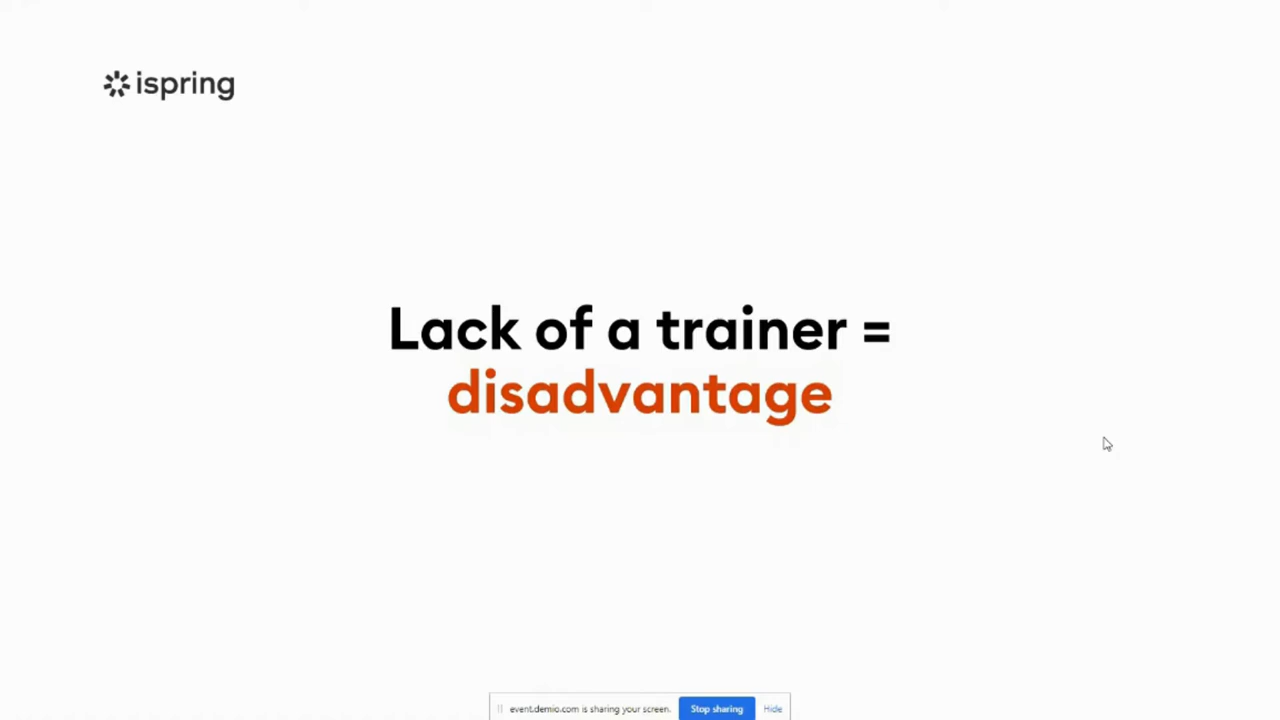 ispring
Lack of a trainer =
disadvantage
event.demio.com is sharing your screen. Stop sharing Hide